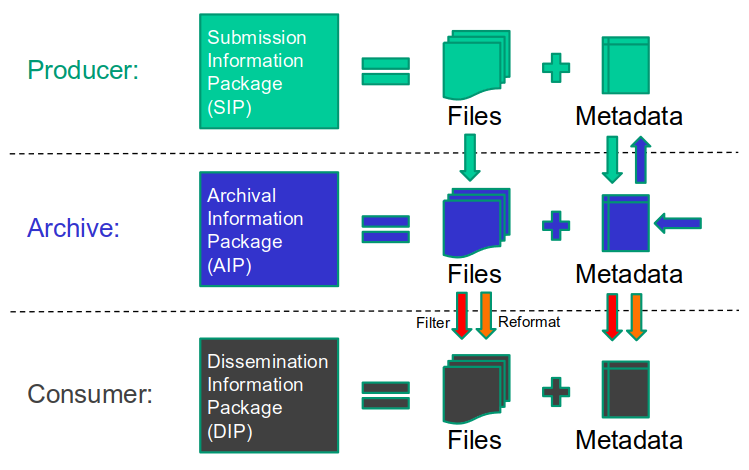 Producer:
Submission
Information
Package
(SIP)
Files
Metadata
Archive:
Archival
Information
Package
(AIP)
Files
Metadata
Filter
Reformat
Consumer:
Dissemination
Information
Package
(DIP)
Files
Metadata